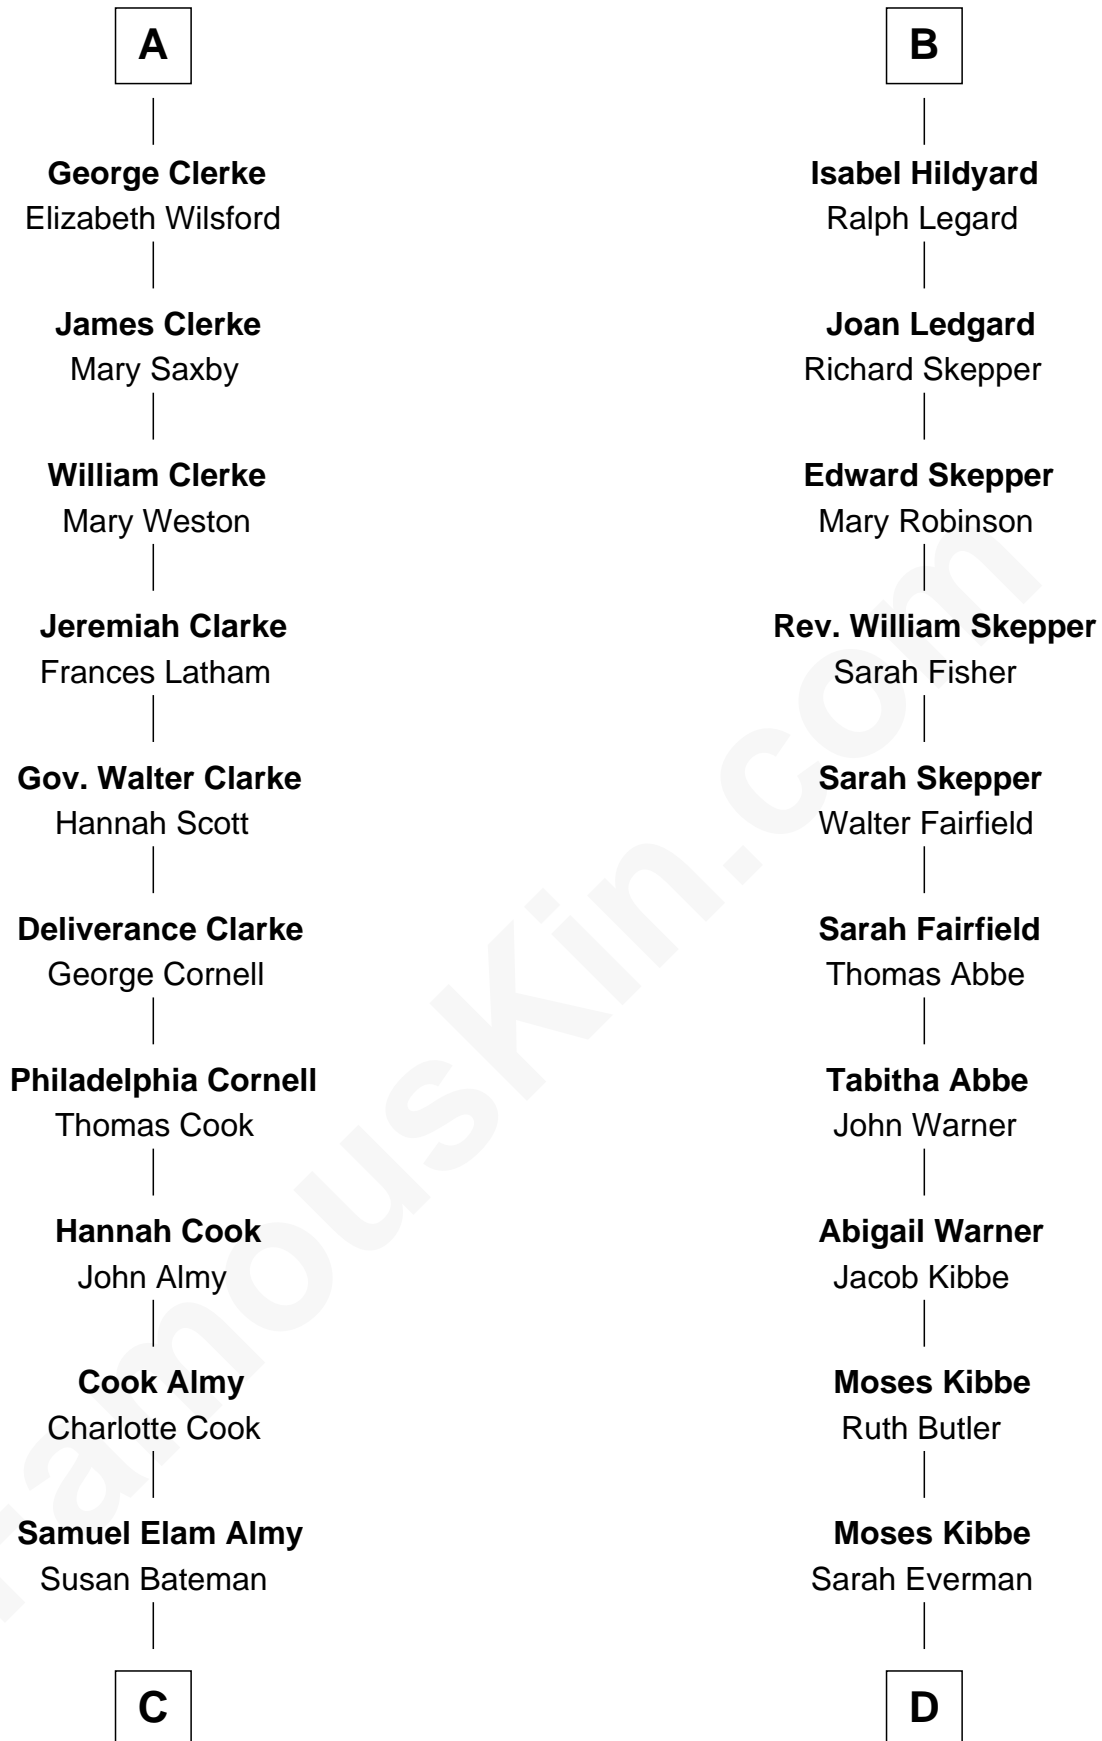 A
George Clerke
Elizabeth Wilsford
James Clerke
Mary Saxby
William Clerke
Mary Weston
Jeremiah Clarke
Frances Latham
Gov. Walter Clarke
Hannah Scott
Deliverance Clarke
George Cornell
Philadelphia Cornell
Thomas Cook
Hannah Cook
John Almy
Cook Almy
Charlotte Cook
Samuel Elam Almy
Susan Bateman
C
B
Isabel Hildyard
Ralph Legard
Joan Ledgard
Richard Skepper
Edward Skepper
Mary Robinson
Rev. William Skepper
Sarah Fisher
Sarah Skepper
Walter Fairfield
Sarah Fairfield
Thomas Abbe
Tabitha Abbe
John Warner
Abigail Warner
Jacob Kibbe
Moses Kibbe
Ruth Butler
Moses Kibbe
Sarah Everman
D
FamousKin.com